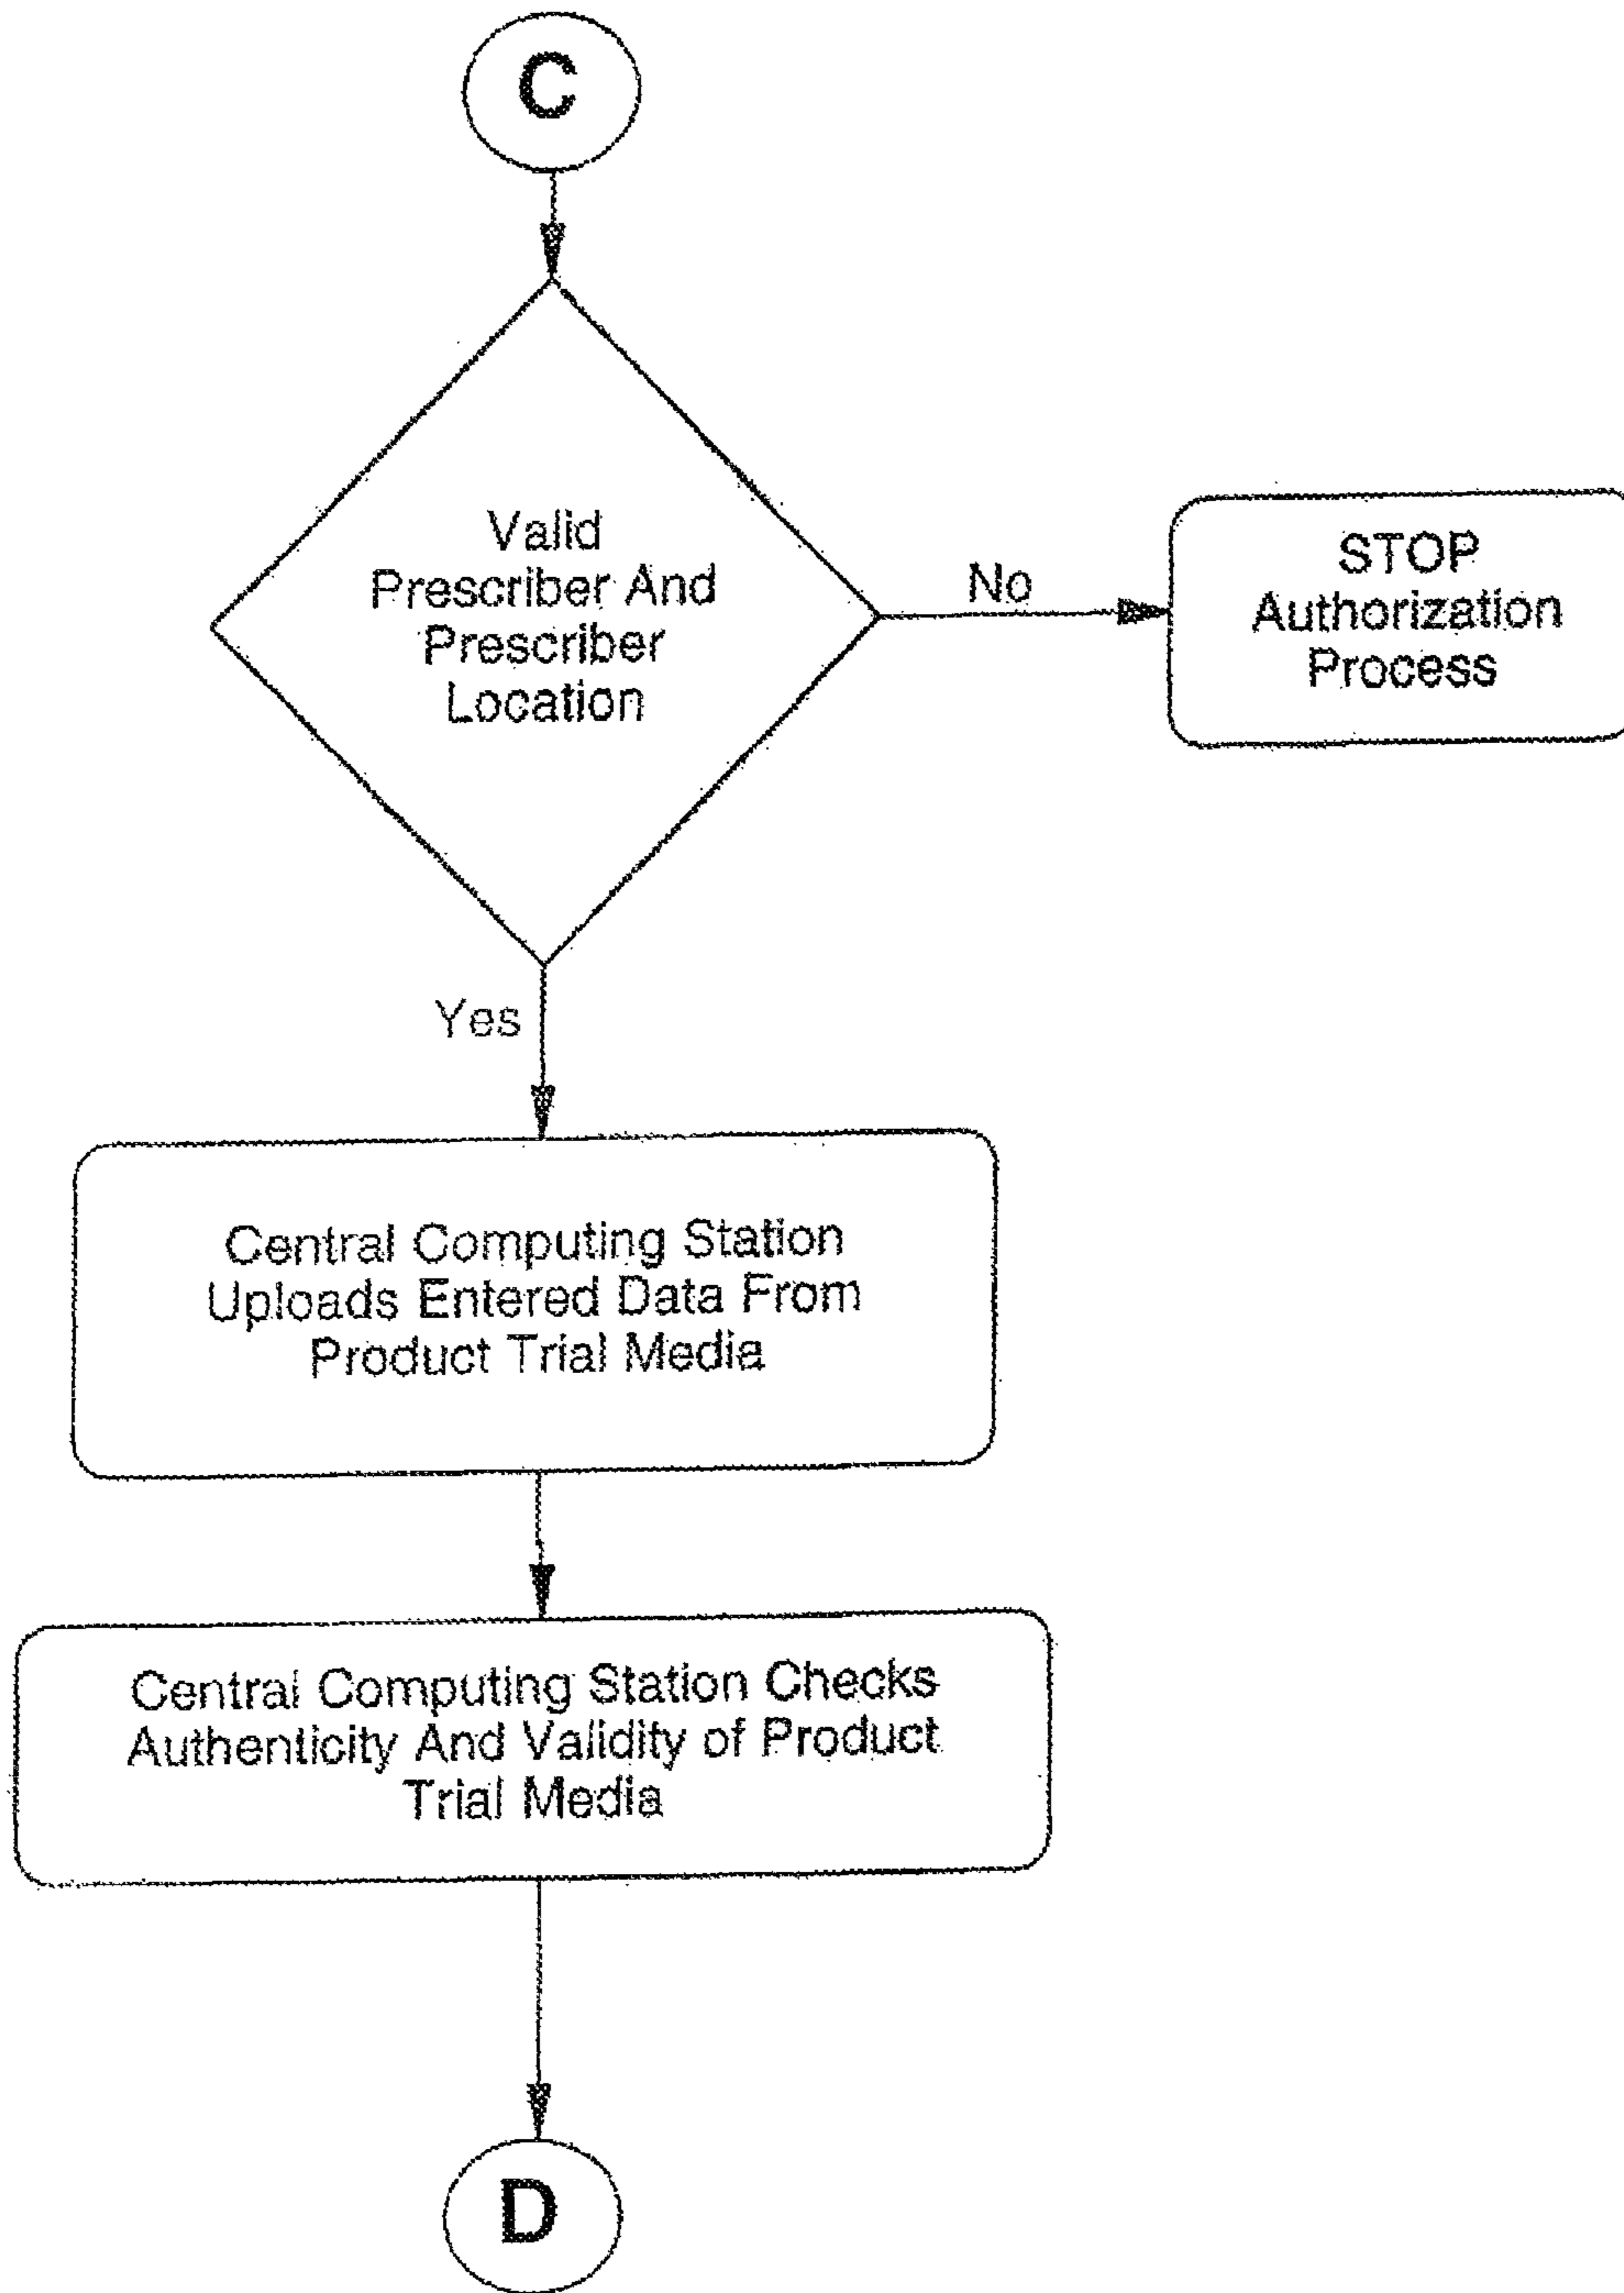 C
Valid
Prescriber And
Prescriber
Location
No
STOP
Authorization
Process
Yes
Central Computing Station
Uploads Entered Data From
Product Trial Media
Central Computing Station Checks
Authenticity And Validity of Product
Trial Media
D